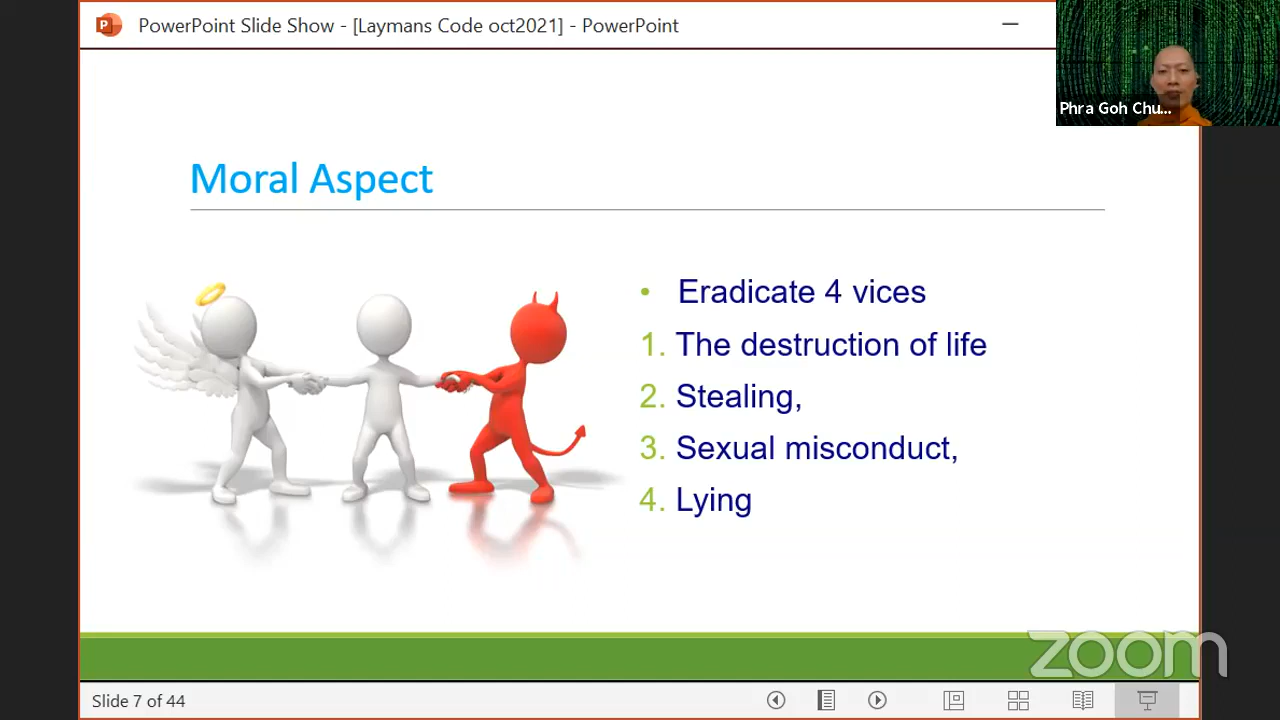 P
PowerPoint Slide Show - [Laymans Code oct2021] - PowerPoint
Phra Goh Chu...
Moral Aspect
• Eradicate 4 vices
1. The destruction of life
2. Stealing,
3. Sexual misconduct,
4. Lying
zoom
Slide 7 of 44